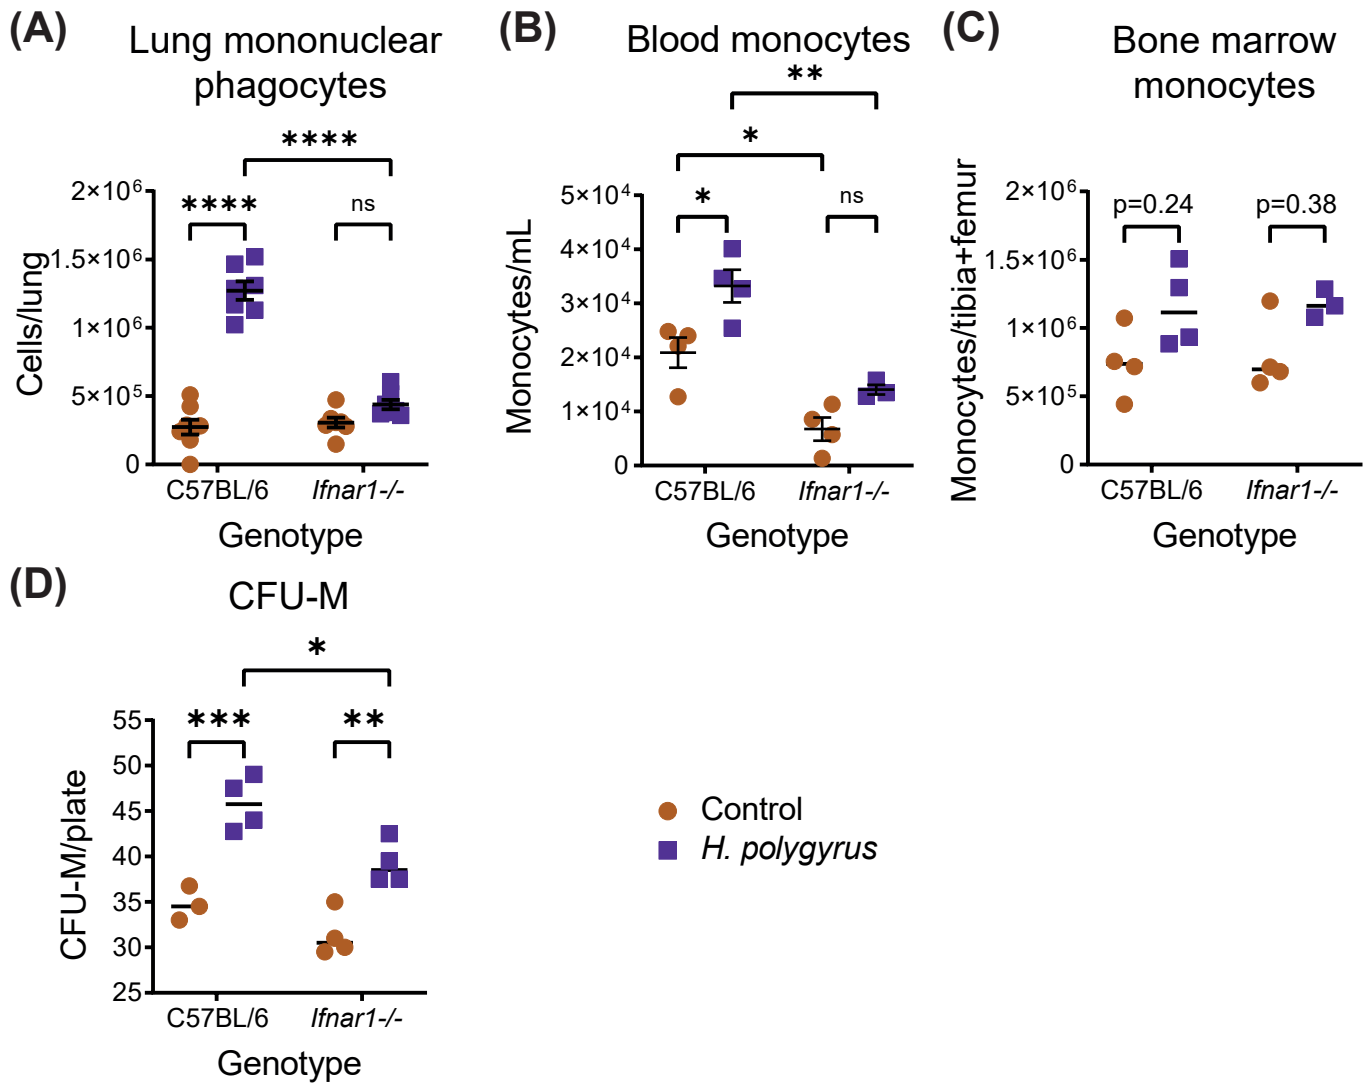 (A)
Lung mononuclear
phagocytes
****
****
ns
2×10⁶
1.5×10⁶
1×10⁶
5×10⁵
0
Cells/lung
C57BL/6
Ifnar1-/-
Genotype
(B)
Blood monocytes
**
*
*
ns
5×10⁴
4×10⁴
3×10⁴
2×10⁴
1×10⁴
0
Monocytes/mL
C57BL/6
Ifnar1-/-
Genotype
(C)
Bone marrow
monocytes
p=0.24
p=0.38
2×10⁶
1.5×10⁶
1×10⁶
5×10⁵
0
Monocytes/tibia+femur
C57BL/6
Ifnar1-/-
Genotype
(D)
CFU-M
*
***
**
55
50
45
40
35
30
25
CFU-M/plate
C57BL/6
Ifnar1-/-
Genotype
Control
H. polygyrus